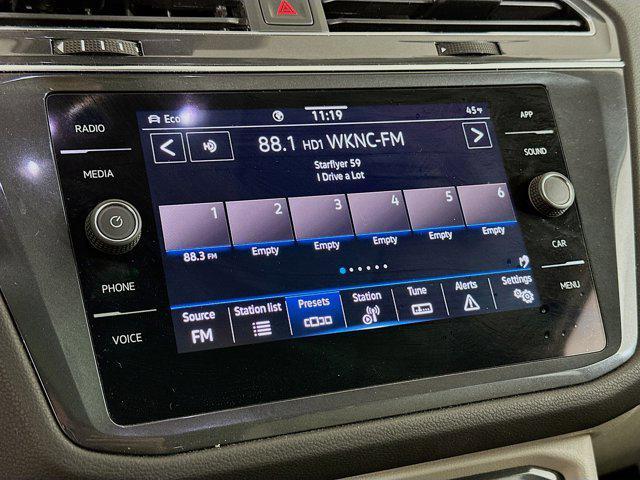 Eco
11:19
45°F
88.1 HD1 WKNC-FM
Starflyer 59
I Drive a Lot
1 2 3 4 5 6
88.3 FM Empty Empty Empty Empty Empty
Source FM
Station list
Presets
Station
Tune
Alerts
Settings
RADIO
MEDIA
PHONE
VOICE
APP
SOUND
CAR
MENU